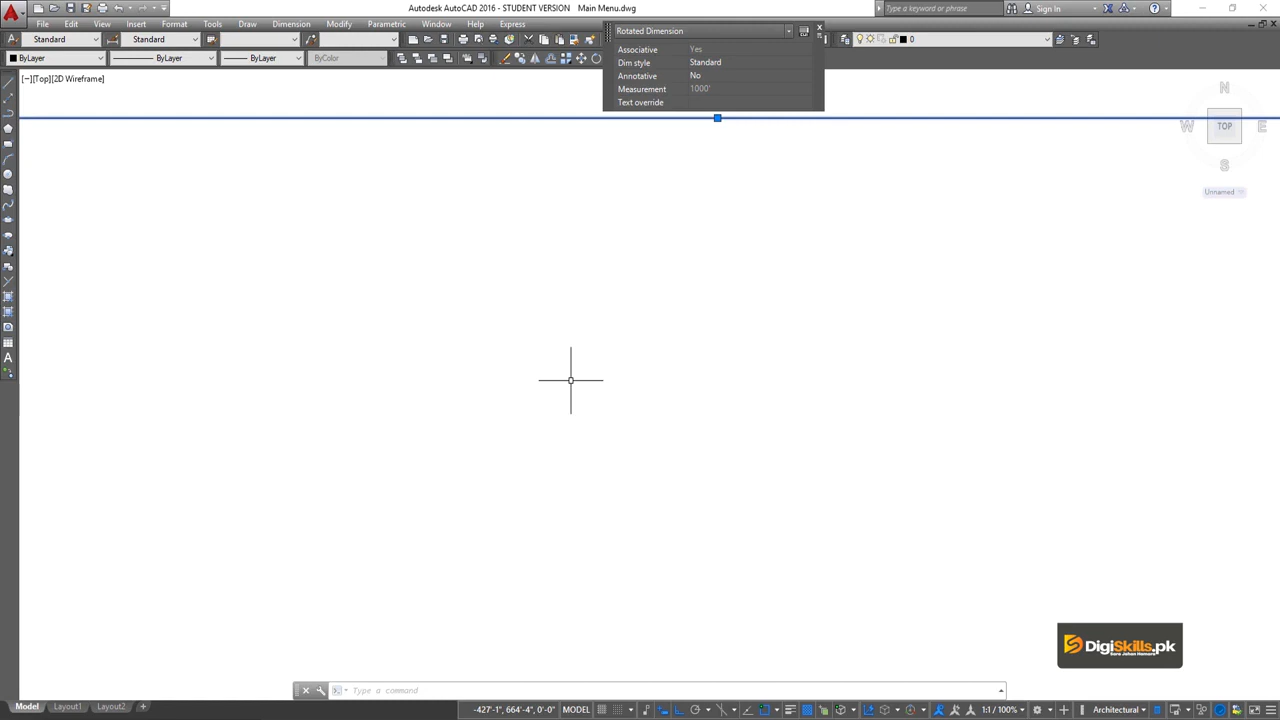 Autodesk AutoCAD 2016 - STUDENT VERSION Main Menu.dwg
Type a keyword or phrase
Sign In
File Edit View Insert Format Tools Draw Dimension Modify Parametric Window Help Express
Standard Standard 0
ByLayer ByLayer ByLayer ByColor
Rotated Dimension
Associative Yes
Dim style Standard
Annotative No
Measurement 1000'
Text override
[−][Top][2D Wireframe]
N
W TOP E
S
Unnamed
DigiSkills.pk
Type a command
Model Layout1 Layout2 +
-427'-1", 664'-4", 0'-0" MODEL 1:1 / 100% Architectural